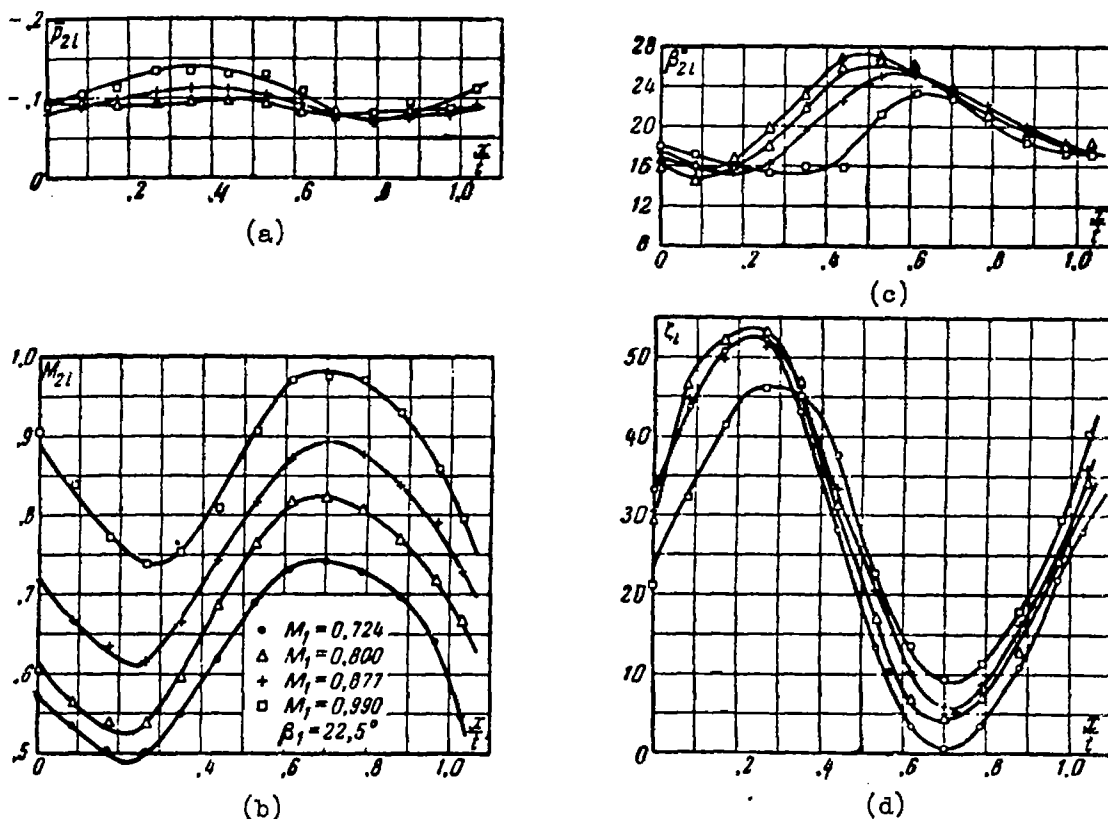 -.2
p̄₂ᵢ
-.1
0
.2
.4
.6
.8
1.0
x/t
(a)
28
β°₂ᵢ
24
20
16
12
8
0
.2
.4
.6
.8
1.0
x/t
(c)
1,0
M₂ᵢ
.9
.8
.7
.6
.5
0
.2
.4
.6
.8
1.0
x/t
• M₁ = 0,724
△ M₁ = 0,800
+ M₁ = 0,877
□ M₁ = 0,990
β₁ = 22,5°
(b)
ζᵢ
50
40
30
20
10
0
.2
.4
.6
.8
1.0
x/t
(d)